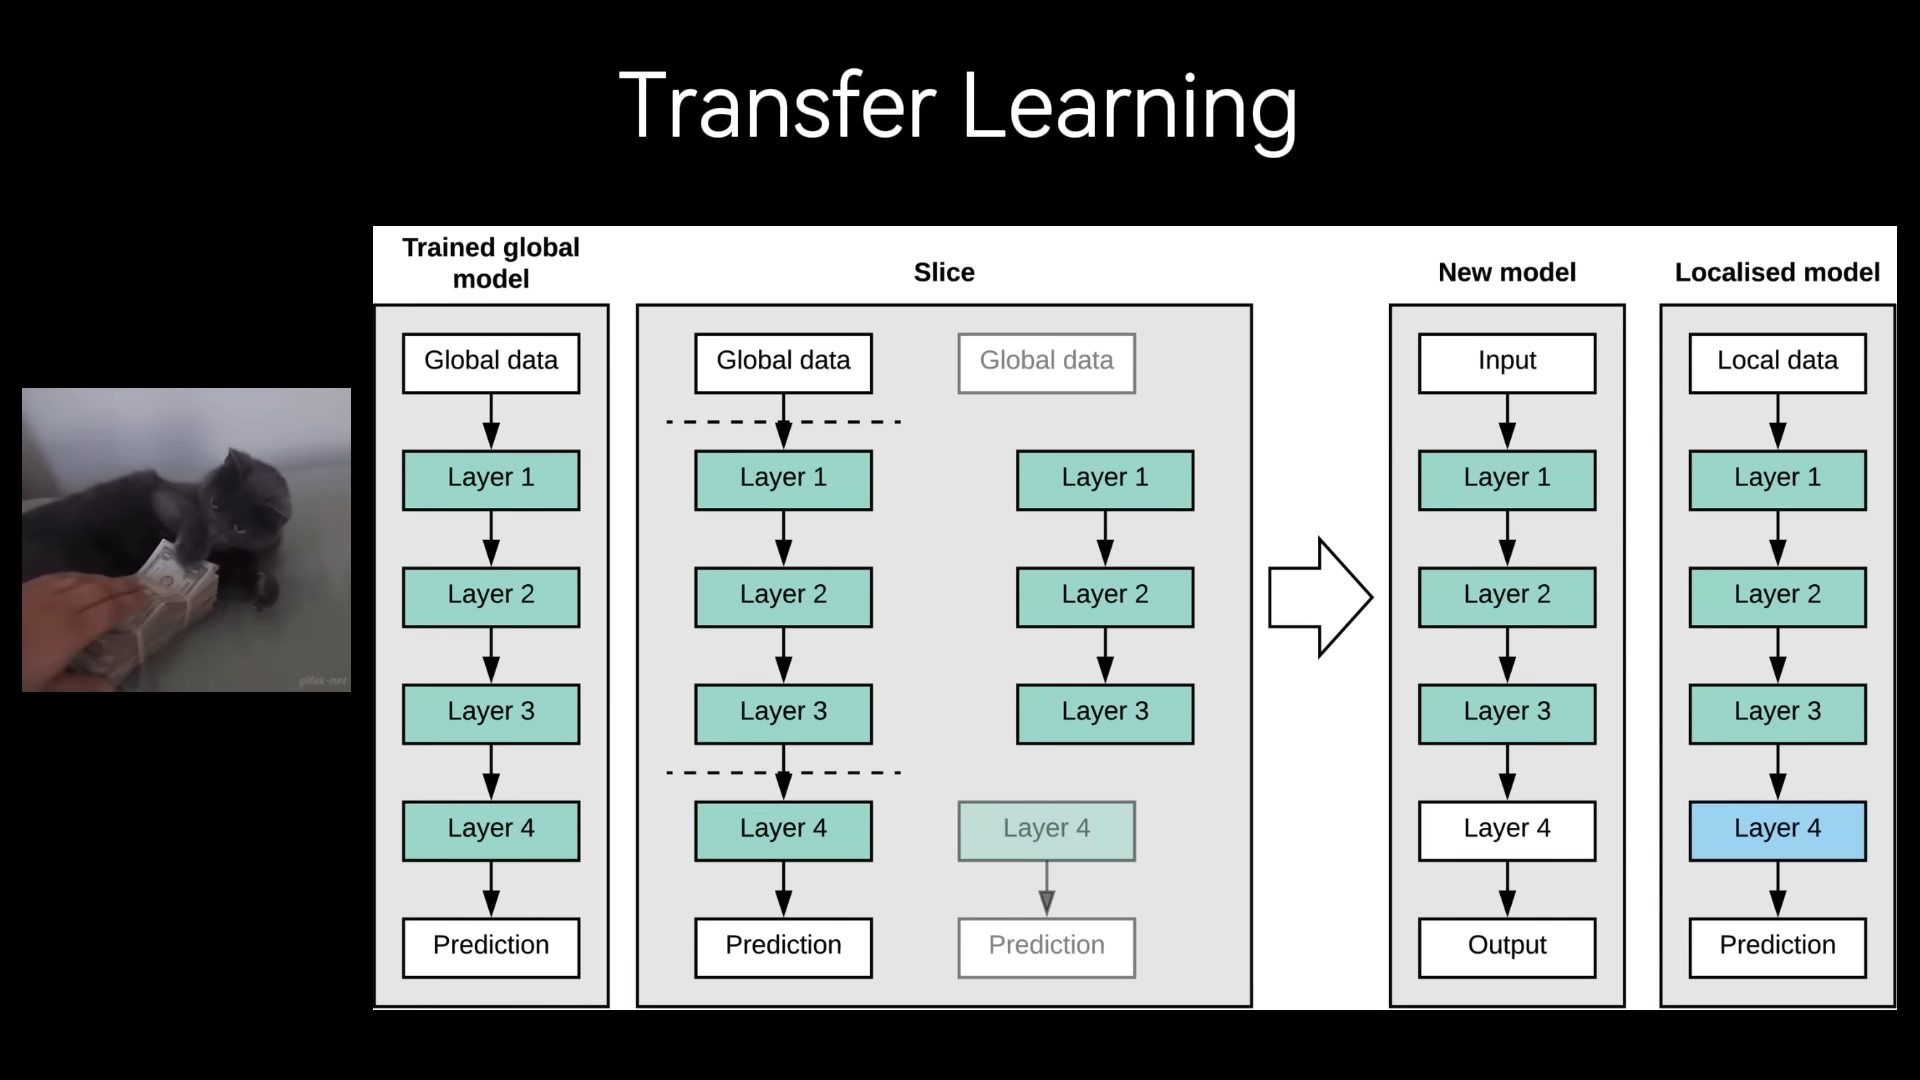 Transfer Learning
Trained global
model
Global data
Layer 1
Layer 2
Layer 3
Layer 4
Prediction
Slice
Global data
Layer 1
Layer 2
Layer 3
Layer 4
Prediction
Global data
Layer 1
Layer 2
Layer 3
Layer 4
Prediction
New model
Input
Layer 1
Layer 2
Layer 3
Layer 4
Output
Localised model
Local data
Layer 1
Layer 2
Layer 3
Layer 4
Prediction
gifak-net